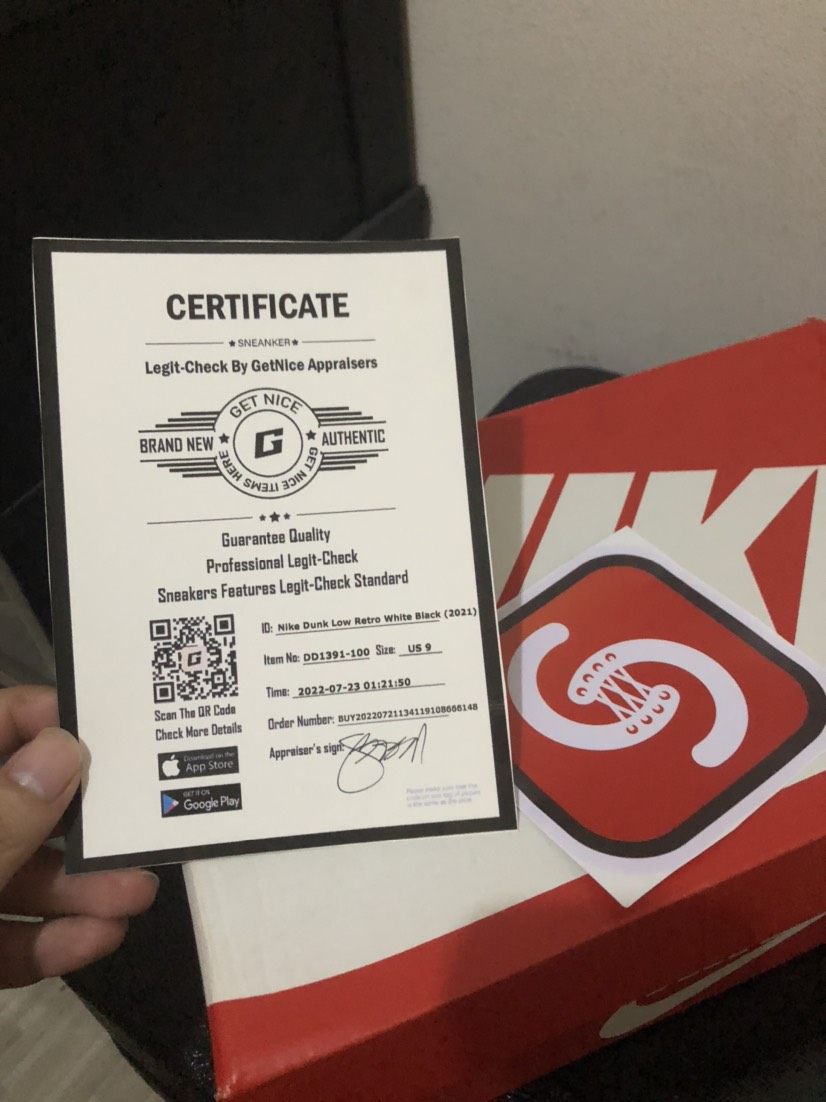 CERTIFICATE
★SNEANKER★
Legit-Check By GetNice Appraisers
GET NICE
BRAND NEW ★ G ★ AUTHENTIC
GET NICE ITEMS HERE
Guarantee Quality
Professional Legit-Check
Sneakers Features Legit-Check Standard
ID: Nike Dunk Low Retro White Black (2021)
Item No: DD1391-100 Size: US 9
Time: 2022-07-23 01:21:50
Order Number: BUY20220721134119108666148
Appraiser's sign:
Scan The QR Code
Check More Details
Download on the
App Store
GET IT ON
Google Play
NIKE